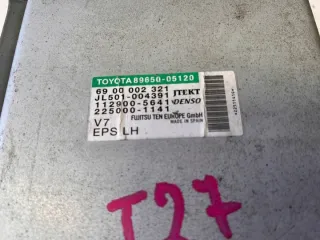 TOYOTA 89650-05120
69 00 002 321 JTEKT
JL501-004391
112900-5641 DENSO
225000-1141
V7 FUJITSU TEN EUROPE GmbH
MADE IN SPAIN
EPS LH
T27